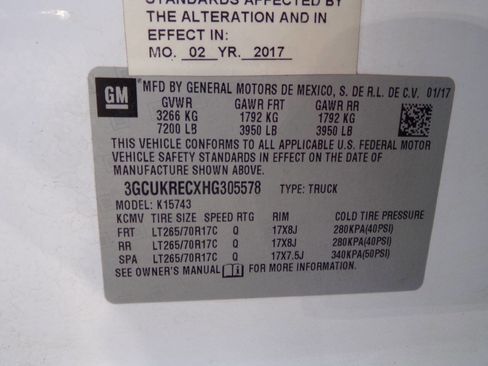 STANDARDS AFFECTED BY
THE ALTERATION AND
EFFECT IN:
MO. 02 YR. 2017
GM
MFD BY GENERAL MOTORS DE MEXICO, S. DE R.L. DE C.V. 01/17
GVWR GAWR FRT GAWR RR
3266 KG 1792 KG 1792 KG
7200 LB 3950 LB 3950 LB
THIS VEHICLE CONFORMS TO ALL APPLICABLE U.S. FEDERAL MOTOR
VEHICLE SAFETY STANDARDS IN EFFECT ON THE DATE OF
MANUFACTURE SHOWN ABOVE.
3GCUKRECXHG305578 TYPE: TRUCK
MODEL: K15743
KCMV TIRE SIZE SPEED RTG RIM COLD TIRE PRESSURE
FRT LT265/70R17C Q 17X8J 280KPA(40PSI)
RR LT265/70R17C Q 17X8J 280KPA(40PSI)
SPA LT265/70R17C Q 17X7.5J 340KPA(50PSI)
SEE OWNER'S MANUAL FOR MORE INFORMATION.